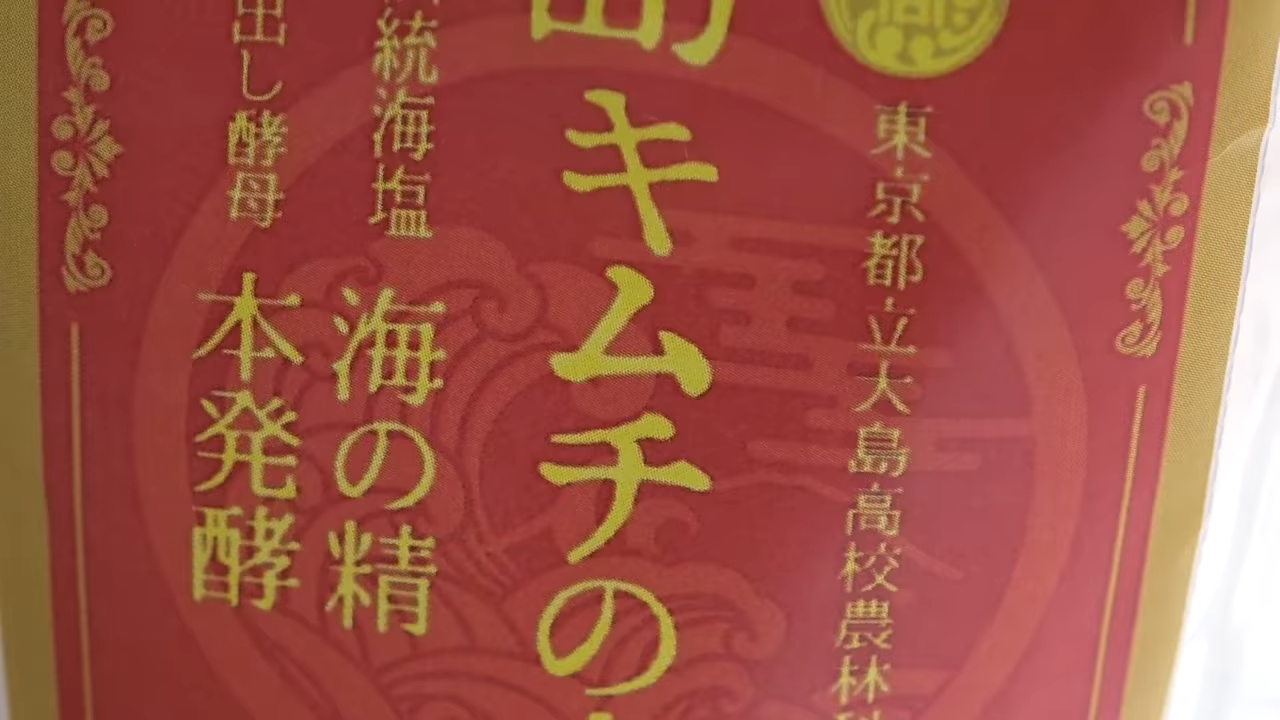 東京都立大島高校農林
キムチの
統海塩 海の精
出し酵母 本発酵